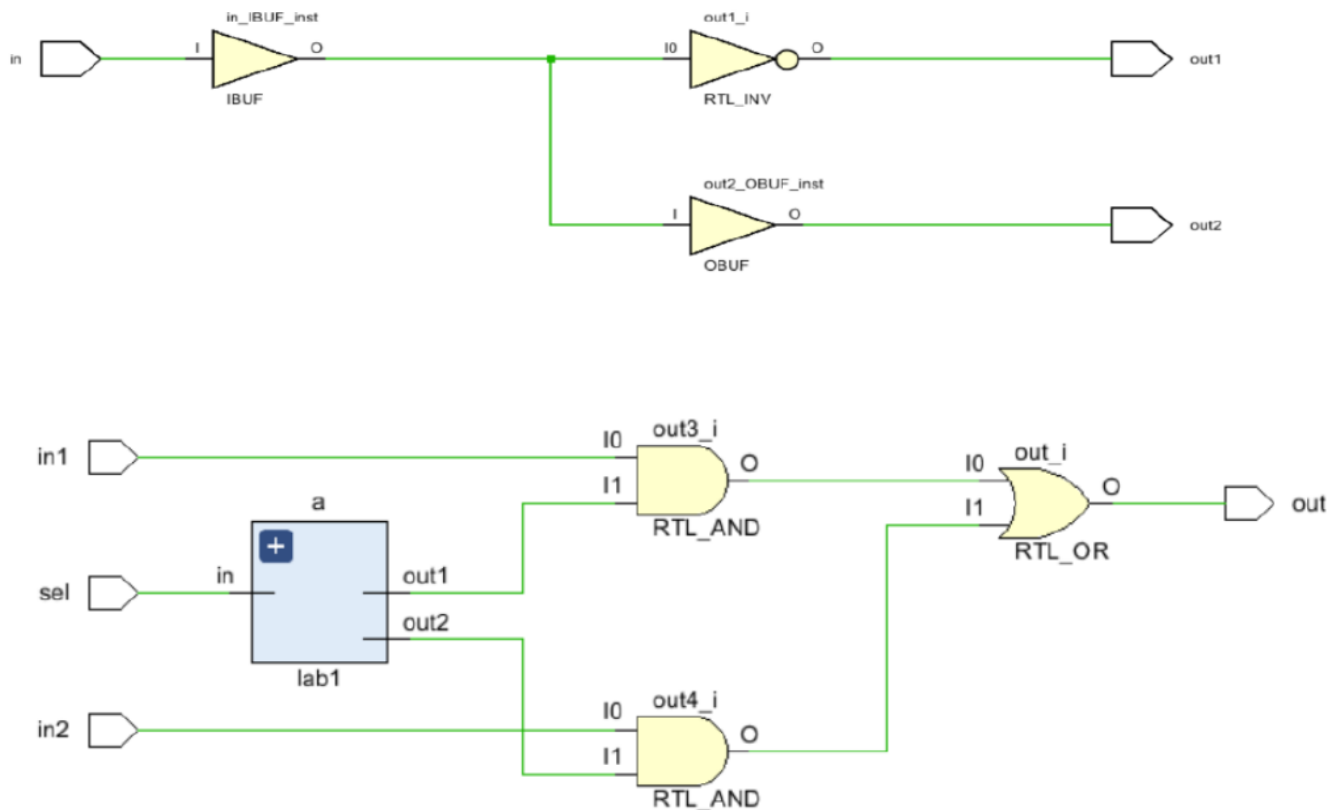 in_IBUF_inst
out1_i
in
I
O
I0
O
out1
IBUF
RTL_INV
out2_OBUF_inst
I
O
out2
OBUF
out3_i
in1
I0
O
out_i
I1
I0
O
a
RTL_AND
I1
out
+
RTL_OR
sel
in
out1
out2
lab1
out4_i
in2
I0
O
I1
RTL_AND